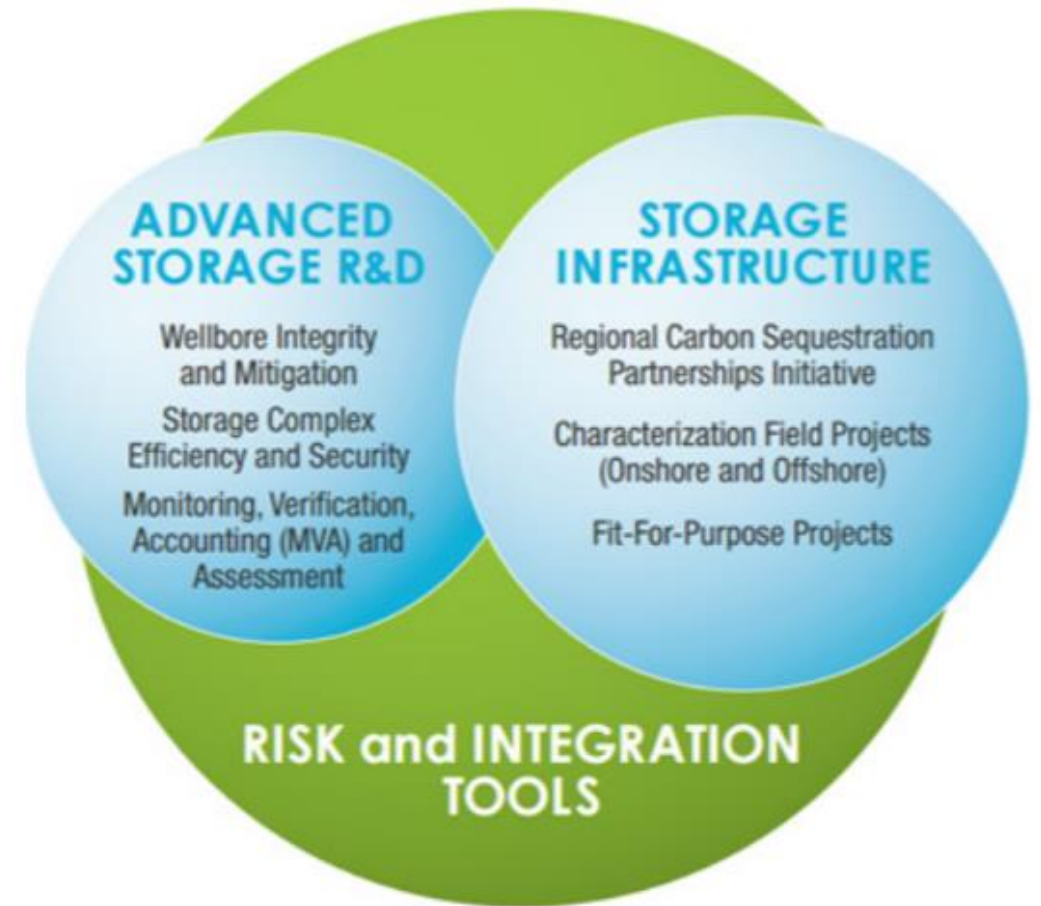 ADVANCED
STORAGE R&D
Wellbore Integrity
and Mitigation
Storage Complex
Efficiency and Security
Monitoring, Verification,
Accounting (MVA) and
Assessment
STORAGE
INFRASTRUCTURE
Regional Carbon Sequestration
Partnerships Initiative
Characterization Field Projects
(Onshore and Offshore)
Fit-For-Purpose Projects
RISK and INTEGRATION
TOOLS